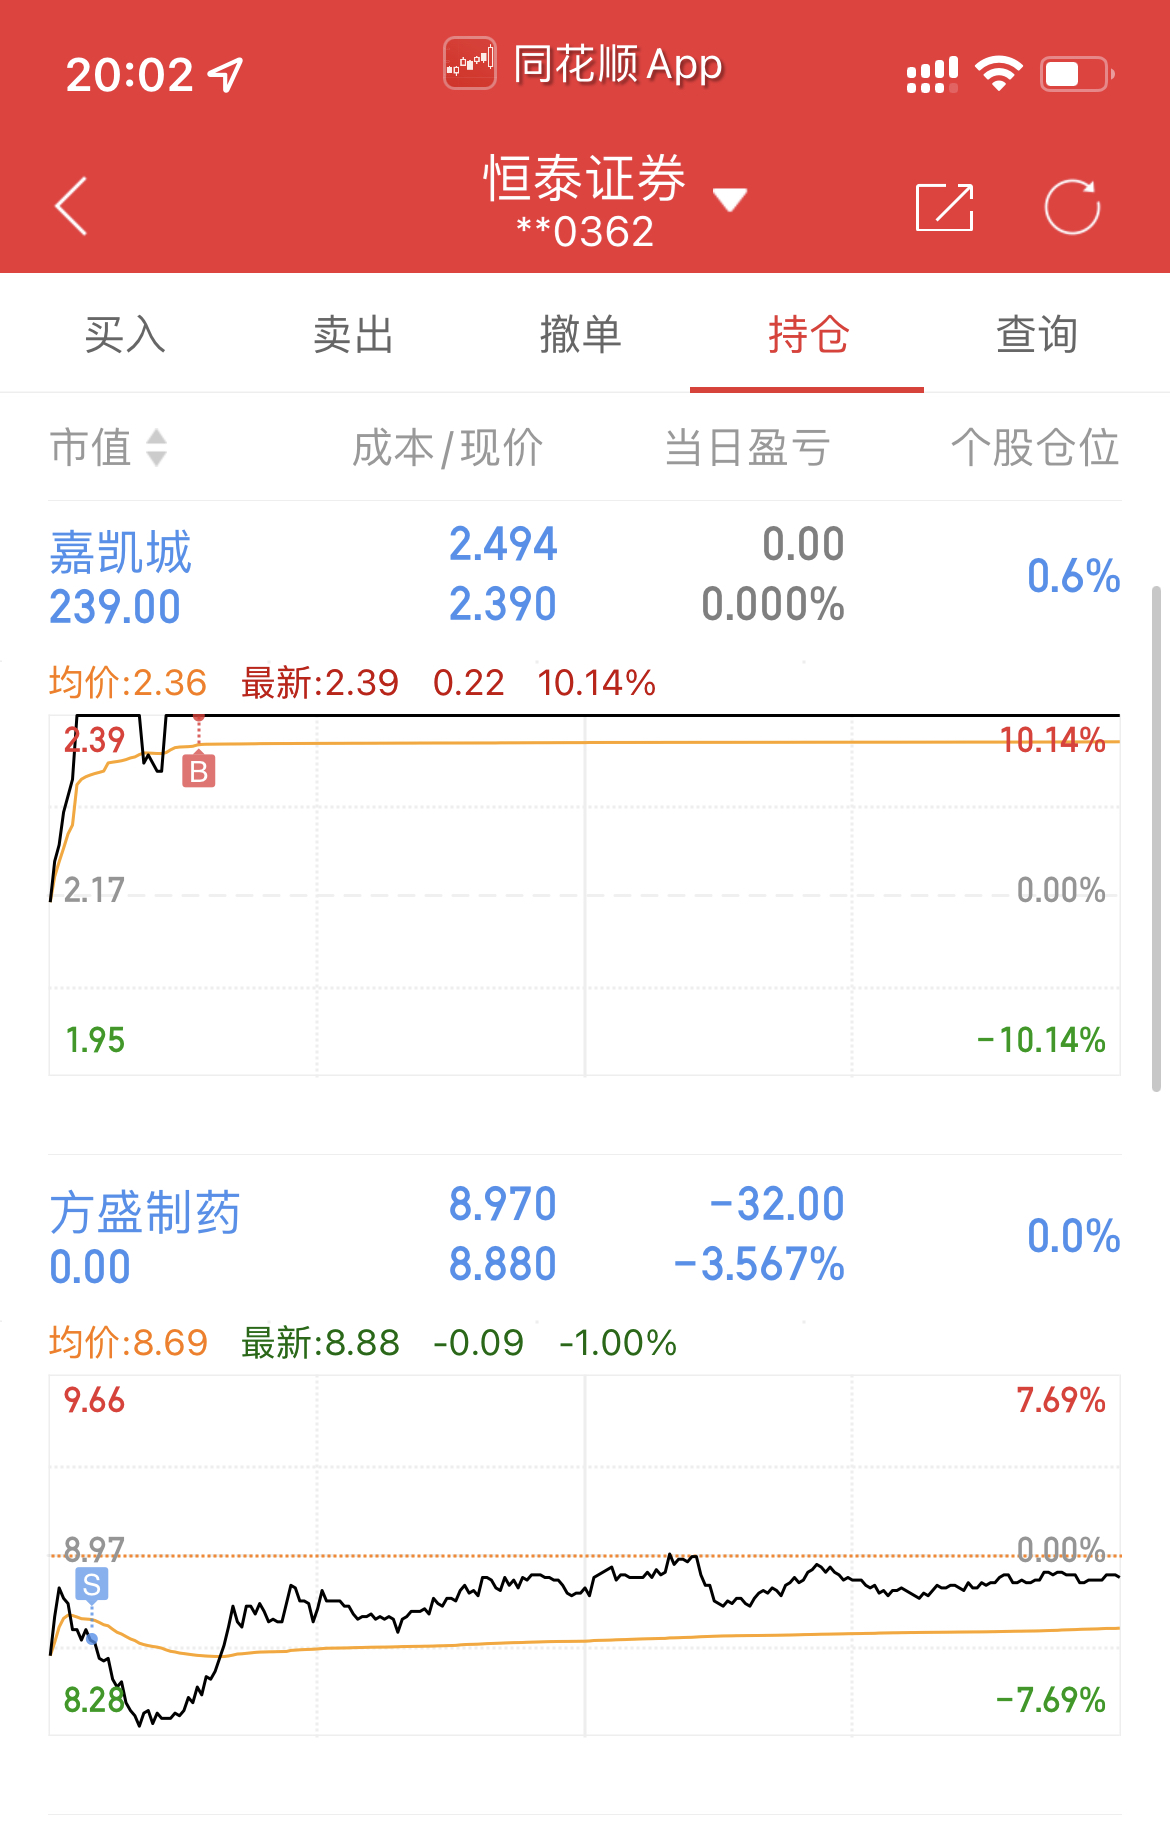 20:02 同花顺App
恒泰证券
**0362
买入 卖出 撤单 持仓 查询
市值 成本/现价 当日盈亏 个股仓位
嘉凯城 2.494 0.00 0.6%
239.00 2.390 0.000%
均价:2.36 最新:2.39 0.22 10.14%
2.39 10.14%
B
2.17 0.00%
1.95 -10.14%
方盛制药 8.970 -32.00 0.0%
0.00 8.880 -3.567%
均价:8.69 最新:8.88 -0.09 -1.00%
9.66 7.69%
8.97 0.00%
S
8.28 -7.69%